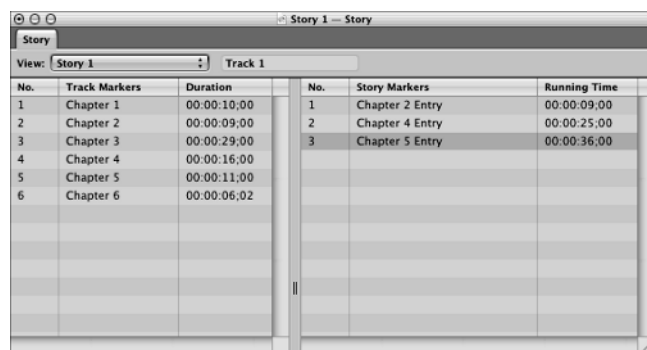 Story 1 — Story
Story
View: Story 1 Track 1
No. Track Markers Duration
1 Chapter 1 00:00:10;00
2 Chapter 2 00:00:09;00
3 Chapter 3 00:00:29;00
4 Chapter 4 00:00:16;00
5 Chapter 5 00:00:11;00
6 Chapter 6 00:00:06;02
No. Story Markers Running Time
1 Chapter 2 Entry 00:00:09;00
2 Chapter 4 Entry 00:00:25;00
3 Chapter 5 Entry 00:00:36;00